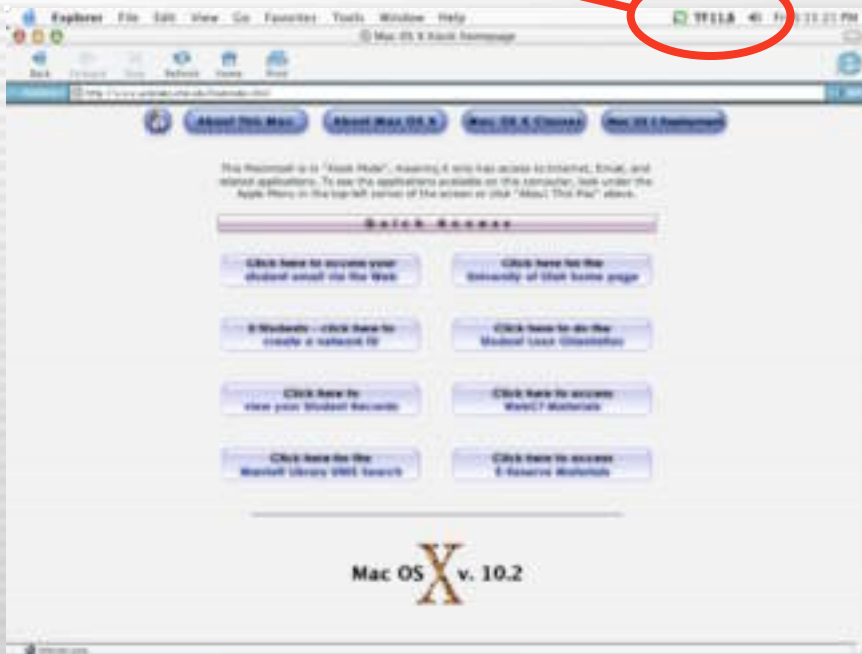 Explorer File Edit View Go Favorites Tools Window Help
Mac OS X Kiosk Homepage
Back Forward Stop Refresh Home Print
About This Mac
About Mac OS X
Mac OS X Classes
This Macintosh is in "Kiosk Mode", meaning it only has access to Internet, Email, and
related applications. To see the applications available on this computer, look under the
Apple Menu in the top left corner of the screen or click "About This Mac" above.
Quick Access
Click here to access your
student email via the Web
Click here for the
University of Utah home page
U Students - click here to
create a network ID
Click here to do the
Student Loan Orientation
Click here to
view your Student Records
Click here to access
WebCT Materials
Click here for the
Marriott Library UNIS Search
Click here to access
E-Reserve Materials
Mac OS X v. 10.2